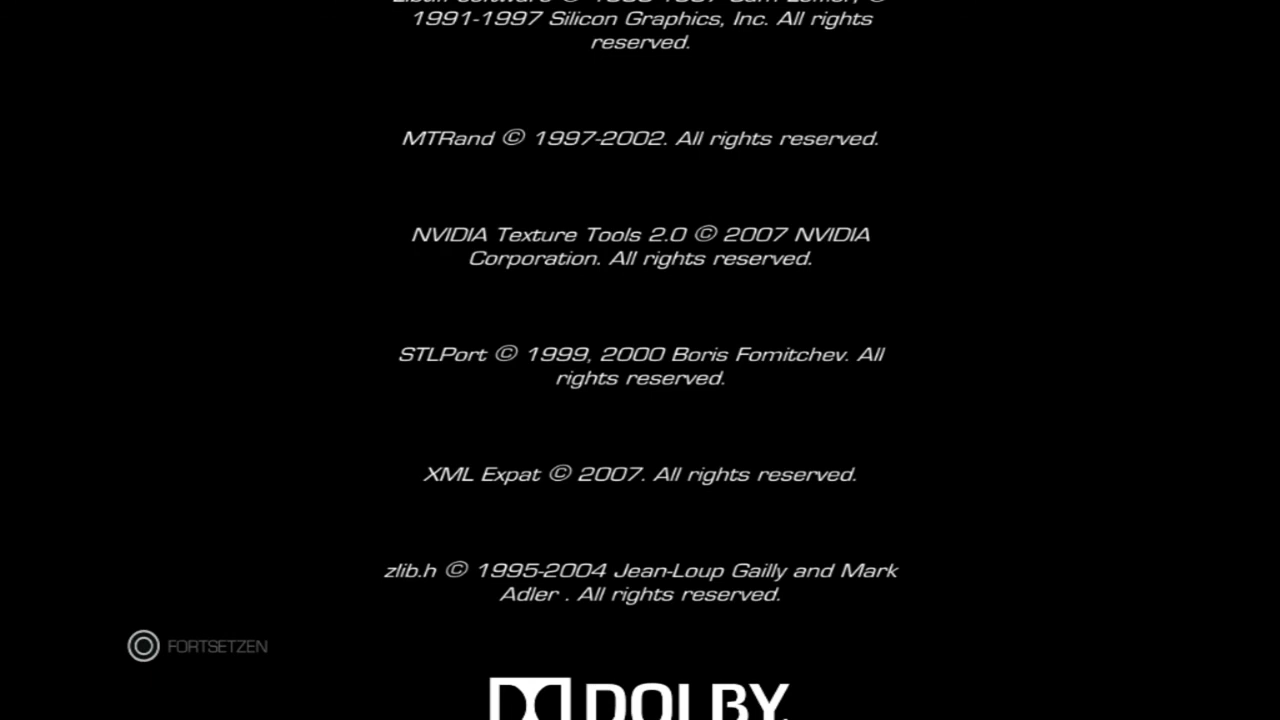 1991-1997 Silicon Graphics, Inc. All rights
reserved.
MTRand © 1997-2002. All rights reserved.
NVIDIA Texture Tools 2.0 © 2007 NVIDIA
Corporation. All rights reserved.
STLPort © 1999, 2000 Boris Fomitchev. All
rights reserved.
XML Expat © 2007. All rights reserved.
zlib.h © 1995-2004 Jean-Loup Gailly and Mark
Adler . All rights reserved.
FORTSETZEN
DOLBY.